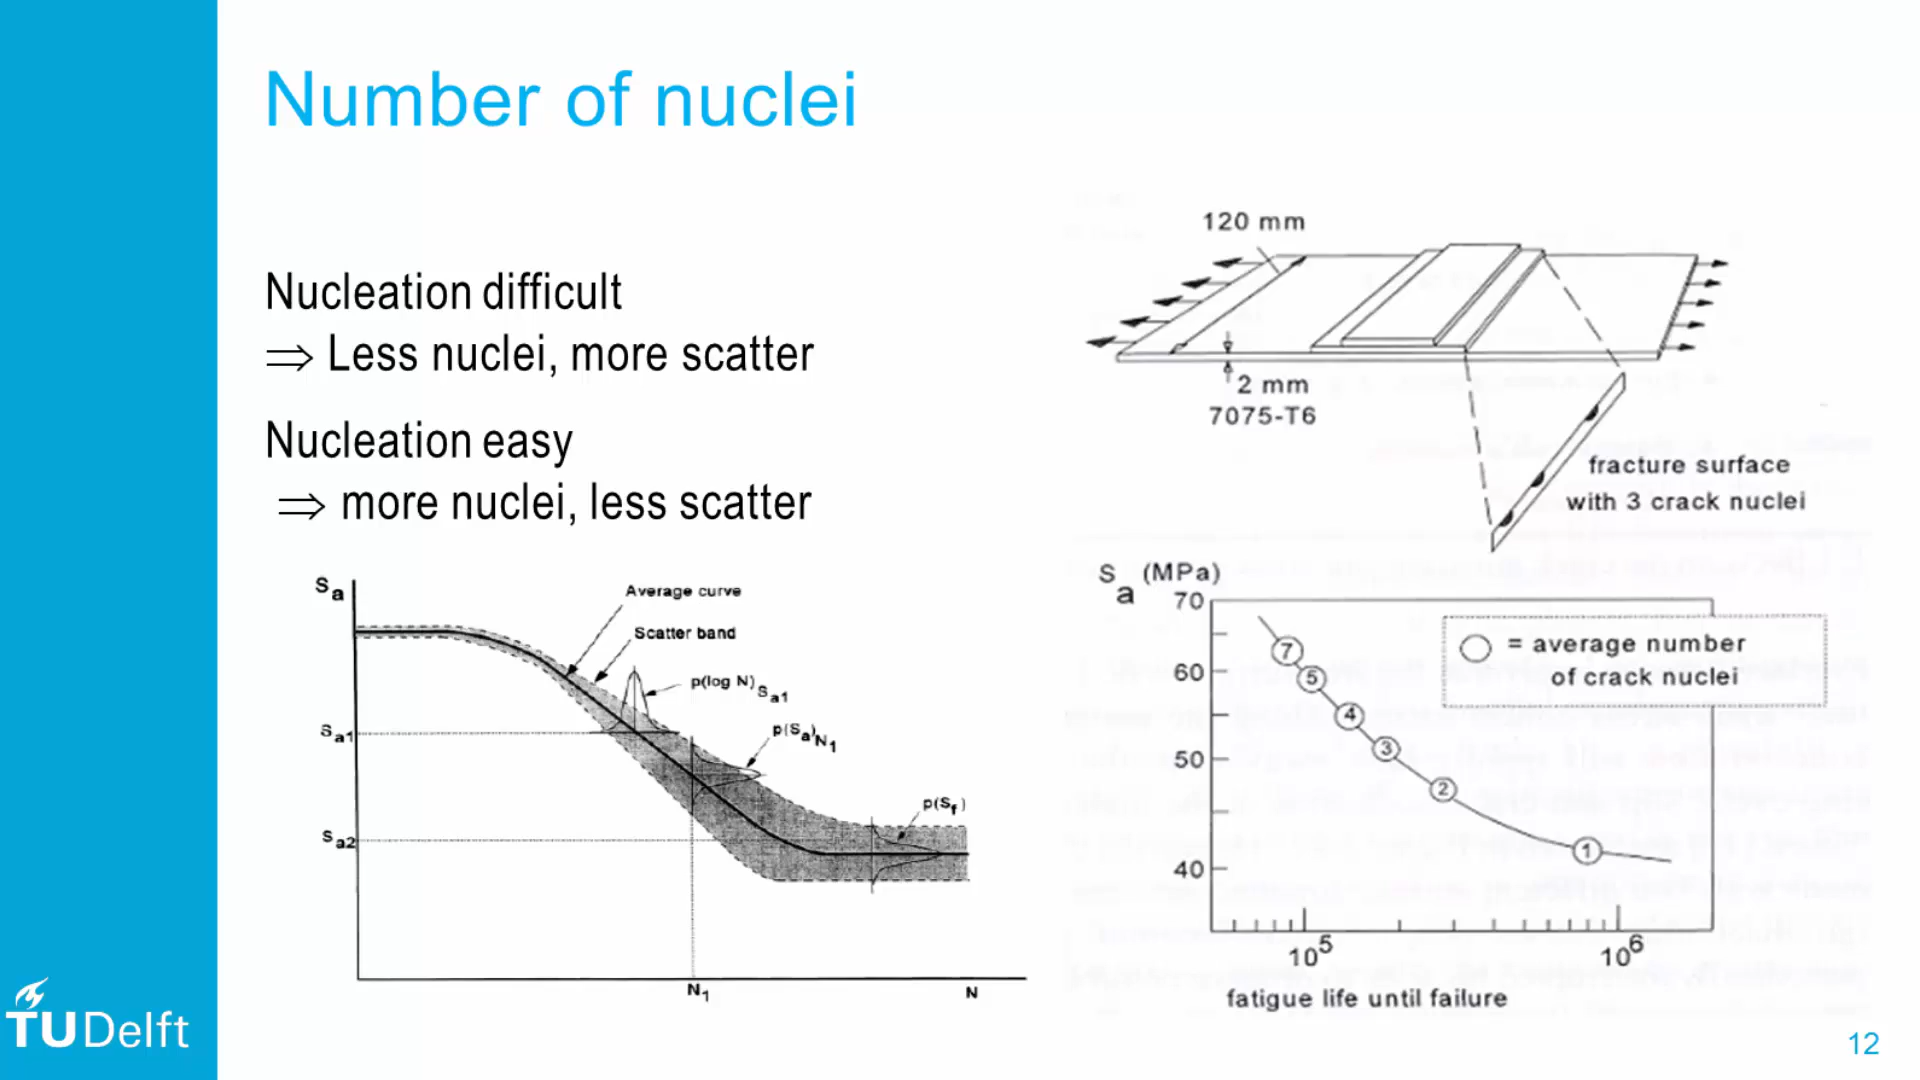 Number of nuclei
Nucleation difficult
⇒ Less nuclei, more scatter
Nucleation easy
⇒ more nuclei, less scatter
Sa
Average curve
Scatter band
p(log N)Sa1
p(Sa)N1
p(Sf)
Sa1
Sa2
N1
N
120 mm
2 mm
7075-T6
fracture surface
with 3 crack nuclei
Sa (MPa)
70
60
50
40
= average number
of crack nuclei
7
5
4
3
2
1
10^5
10^6
fatigue life until failure
TUDelft
12